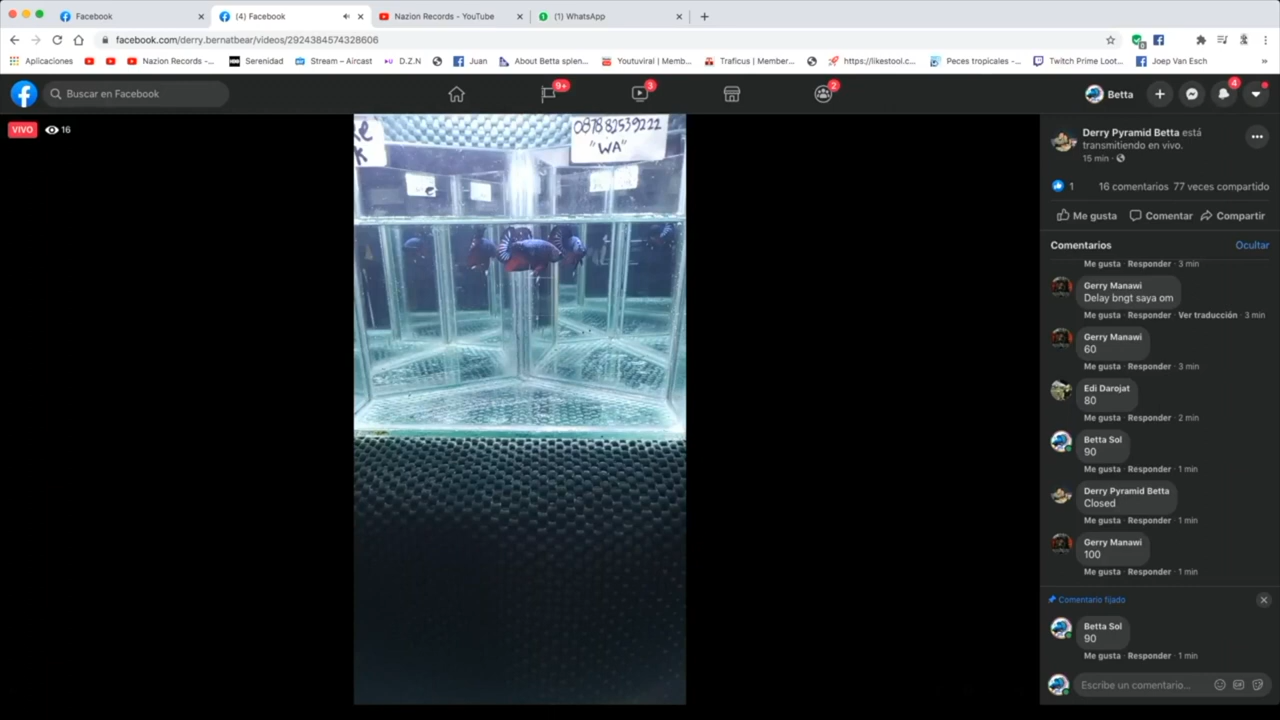 Facebook
(4) Facebook
Nazion Records - YouTube
(1) WhatsApp
facebook.com/derry.bernatbear/videos/2924384574328606
Aplicaciones
Nazion Records -...
Serenidad
Stream – Aircast
D.Z.N
Juan
About Betta splen...
Youtuviral | Memb...
Traficus | Member...
https://likestool.c...
Peces tropicales -...
Twitch Prime Loot...
Joep Van Esch
»
Buscar en Facebook
9+
3
2
Betta
4
VIVO
16
087882539222
"WA"
Derry Pyramid Betta está
transmitiendo en vivo.
15 min ·
1
16 comentarios 77 veces compartido
Me gusta
Comentar
Compartir
Comentarios
Ocultar
Me gusta · Responder · 3 min
Gerry Manawi
Delay bngt saya om
Me gusta · Responder · Ver traducción · 3 min
Gerry Manawi
60
Me gusta · Responder · 3 min
Edi Darojat
80
Me gusta · Responder · 2 min
Betta Sol
90
Me gusta · Responder · 1 min
Derry Pyramid Betta
Closed
Me gusta · Responder · 1 min
Gerry Manawi
100
Me gusta · Responder · 1 min
Comentario fijado
Betta Sol
90
Me gusta · Responder · 1 min
Escribe un comentario...